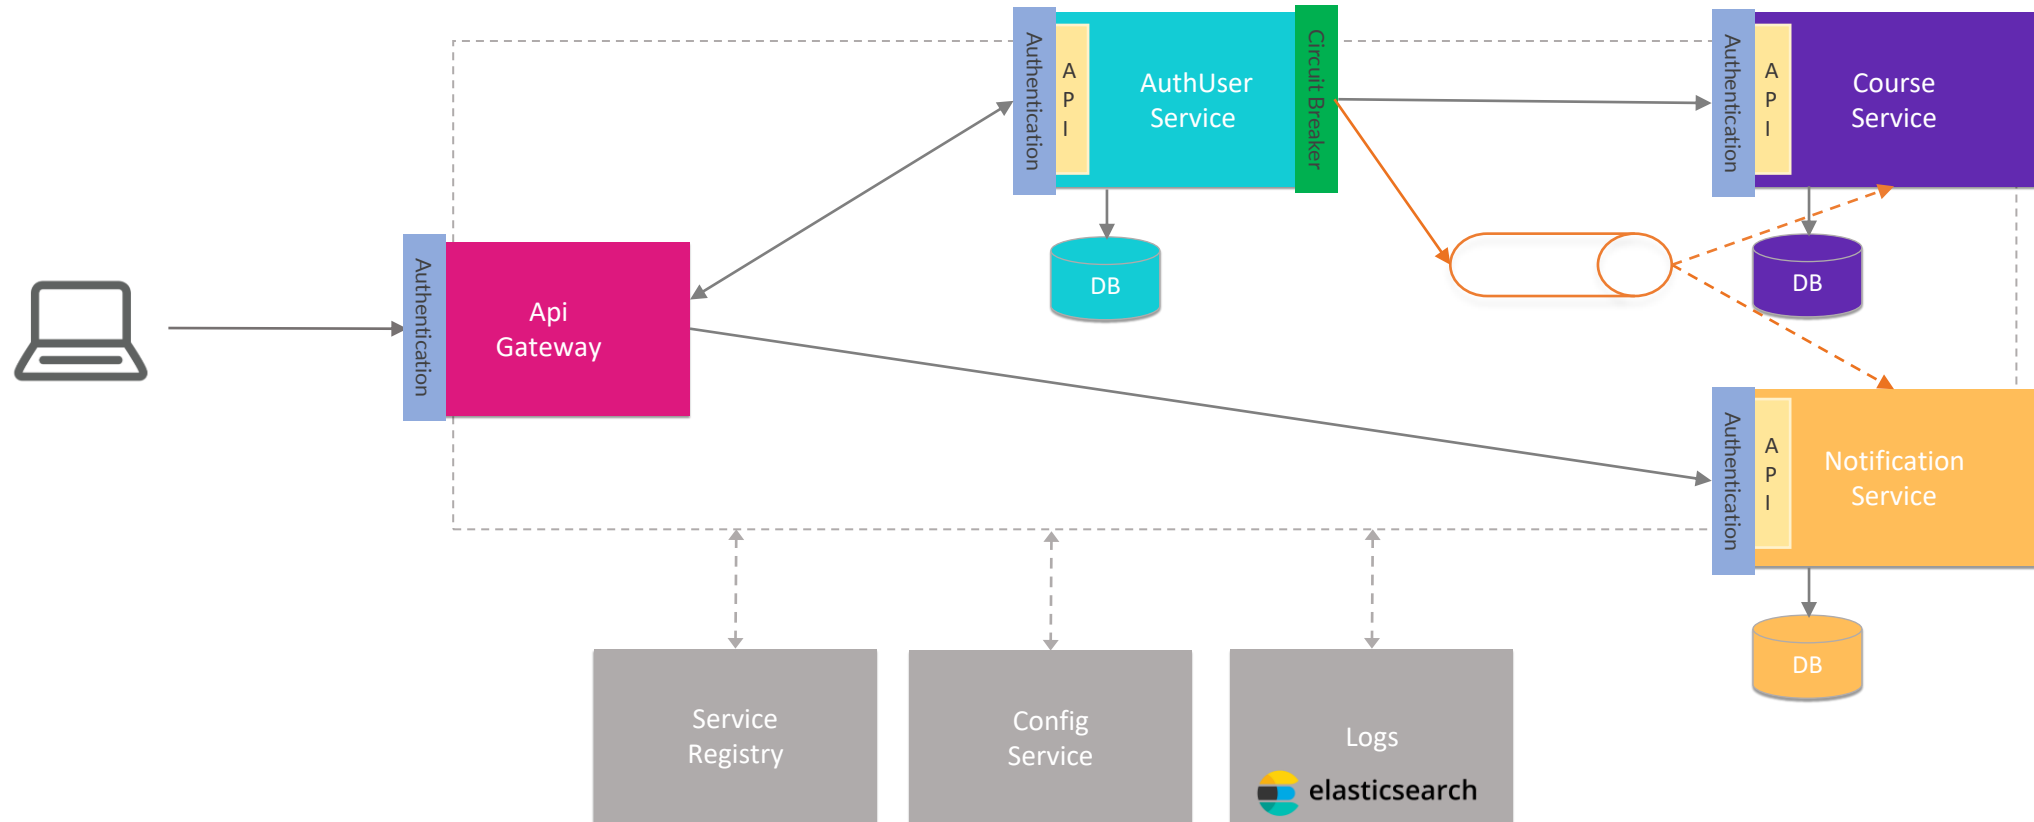 Authentication
A
P
I
AuthUser
Service
Circuit Breaker
Authentication
A
P
I
Course
Service
Authentication
Api
Gateway
DB
DB
Authentication
A
P
I
Notification
Service
DB
Service
Registry
Config
Service
Logs
elasticsearch